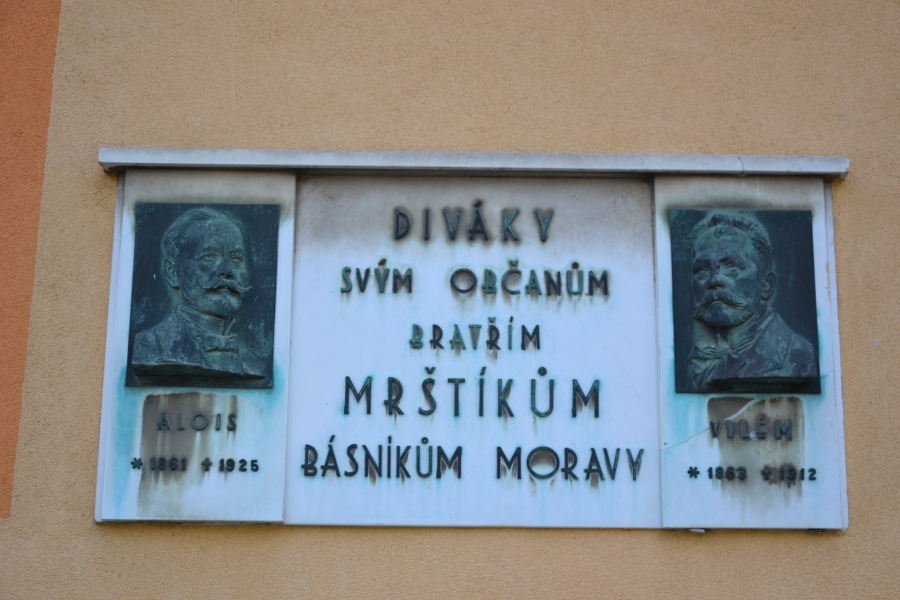 DIVÁKY
SVÝM OBČANŮM
BRATŘÍM
MRŠTÍKŮM
BÁSNÍKŮM MORAVY
ALOIS
* 1861 ✝ 1925
VILÉM
* 1863 ✝ 1912